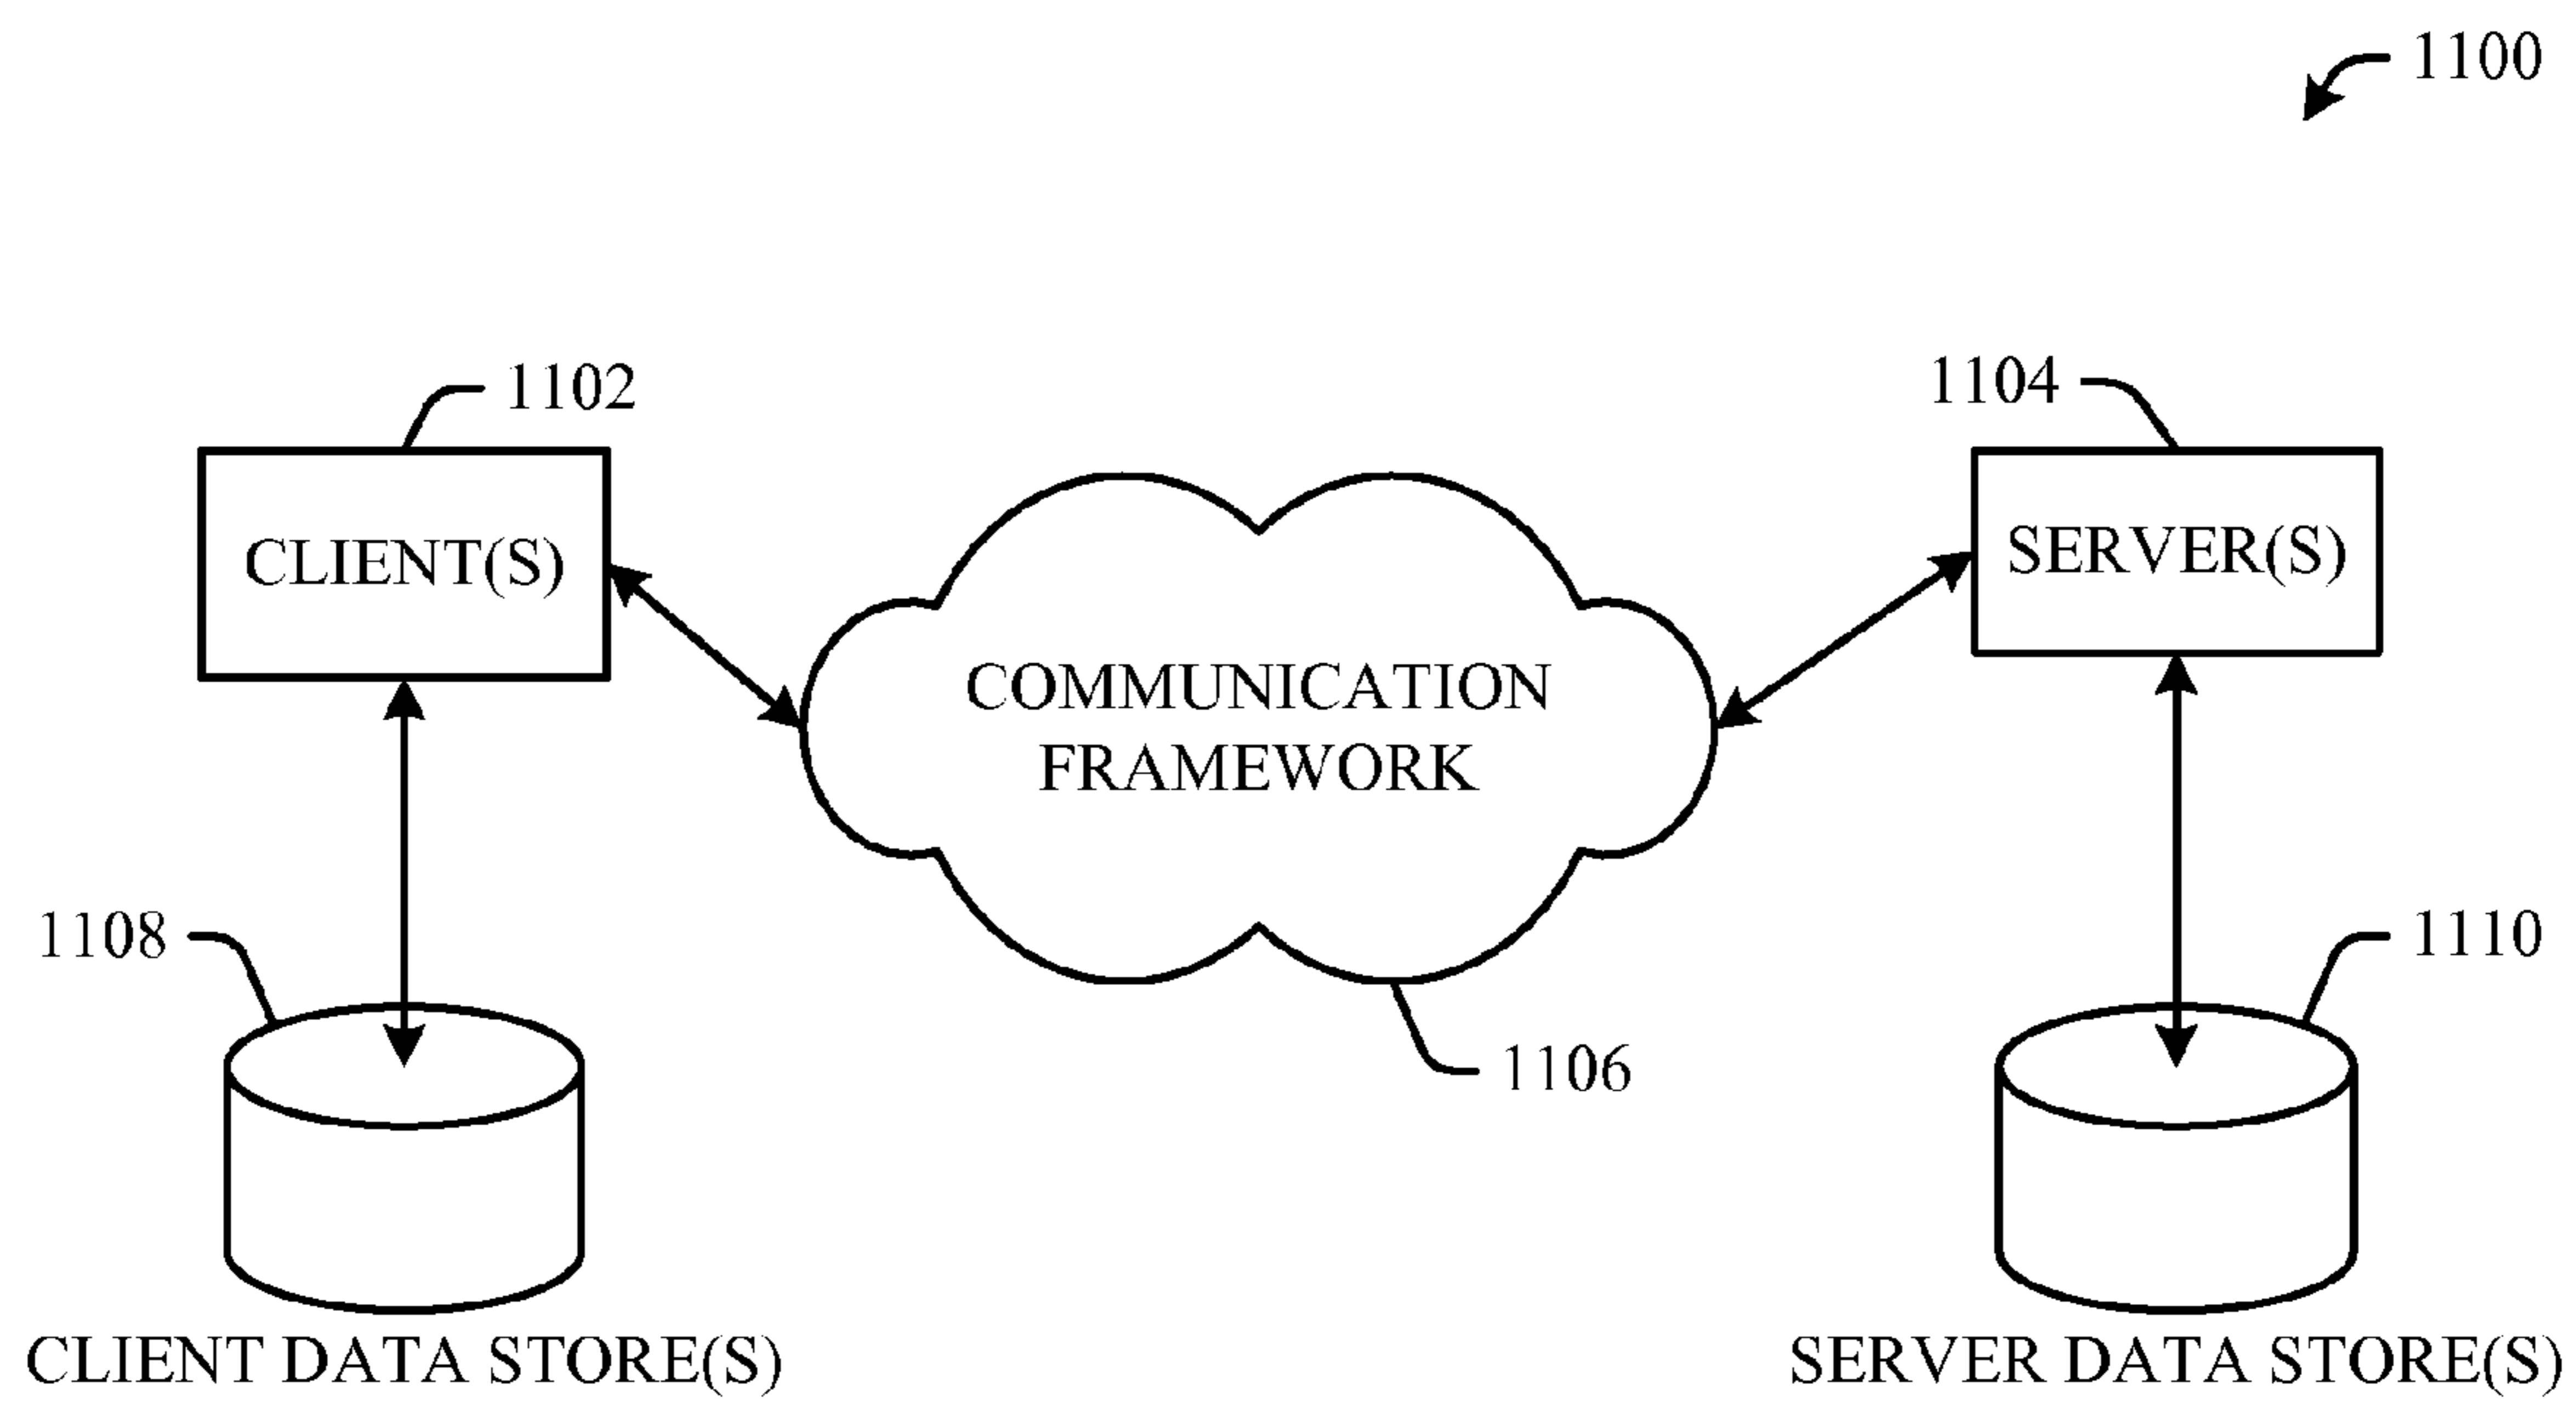 1100
1102
1104
CLIENT(S)
SERVER(S)
COMMUNICATION
FRAMEWORK
1108
1110
1106
CLIENT DATA STORE(S)
SERVER DATA STORE(S)